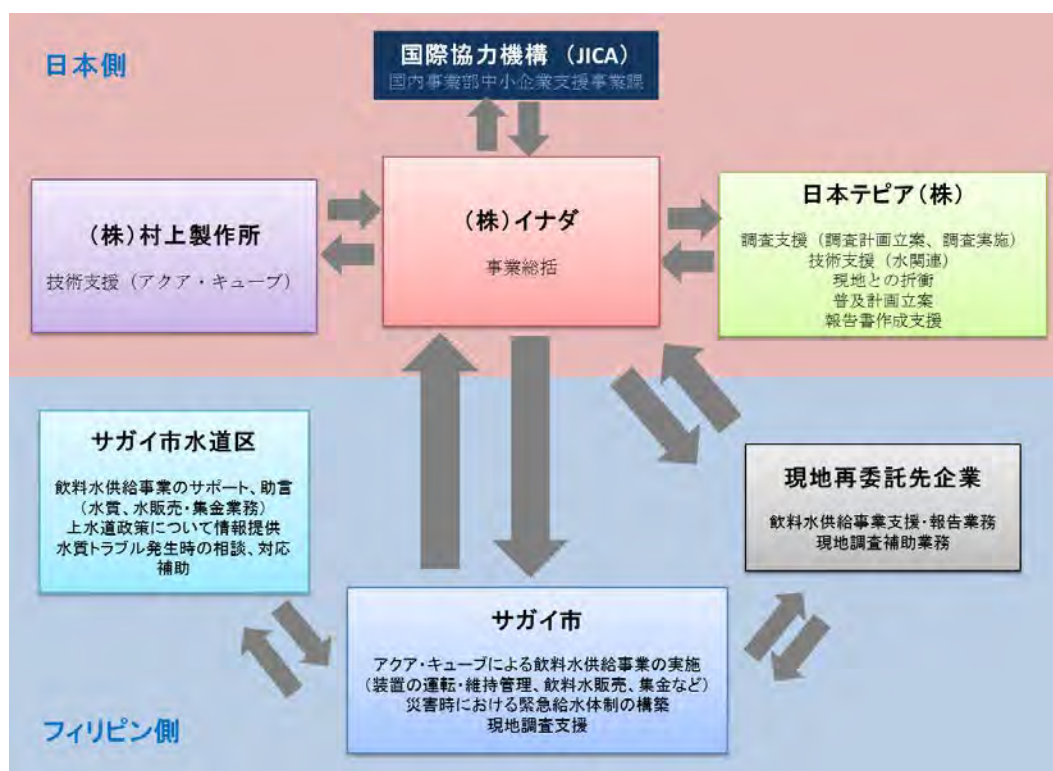 日本側
国際協力機構 (JICA)
国内事業部中小企業支援事業課
(株)村上製作所
技術支援(アクア・キューブ)
(株)イナダ
事業総括
日本テピア(株)
調査支援(調査計画立案、調査実施)
技術支援(水関連)
現地との折衝
普及計画立案
報告書作成支援
サガイ市水道区
飲料水供給事業のサポート、助言
(水質、水販売・集金業務)
上水道政策について情報提供
水質トラブル発生時の相談、対応
補助
現地再委託先企業
飲料水供給事業支援・報告業務
現地調査補助業務
サガイ市
アクア・キューブによる飲料水供給事業の実施
(装置の運転・維持管理、飲料水販売、集金など)
災害時における緊急給水体制の構築
現地調査支援
フィリピン側